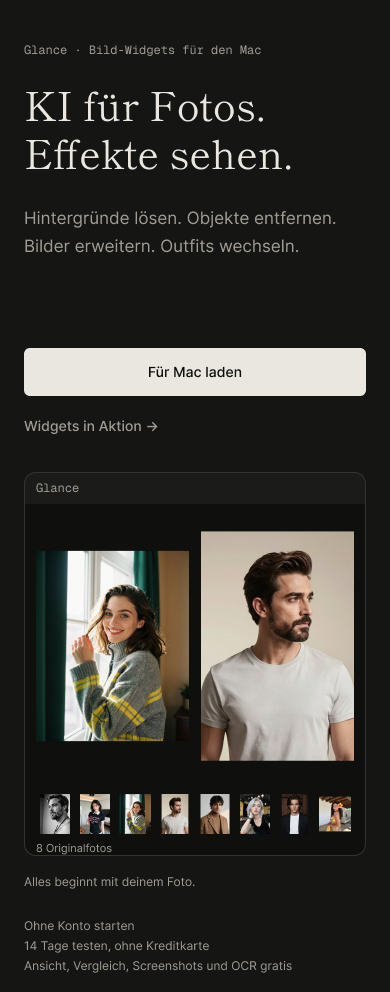 Glance · Bild-Widgets für den Mac
KI für Fotos.
Effekte sehen.
Hintergründe lösen. Objekte entfernen.
Bilder erweitern. Outfits wechseln.
Für Mac laden
Widgets in Aktion →
Glance
8 Originalfotos
Alles beginnt mit deinem Foto.
Ohne Konto starten
14 Tage testen, ohne Kreditkarte
Ansicht, Vergleich, Screenshots und OCR gratis